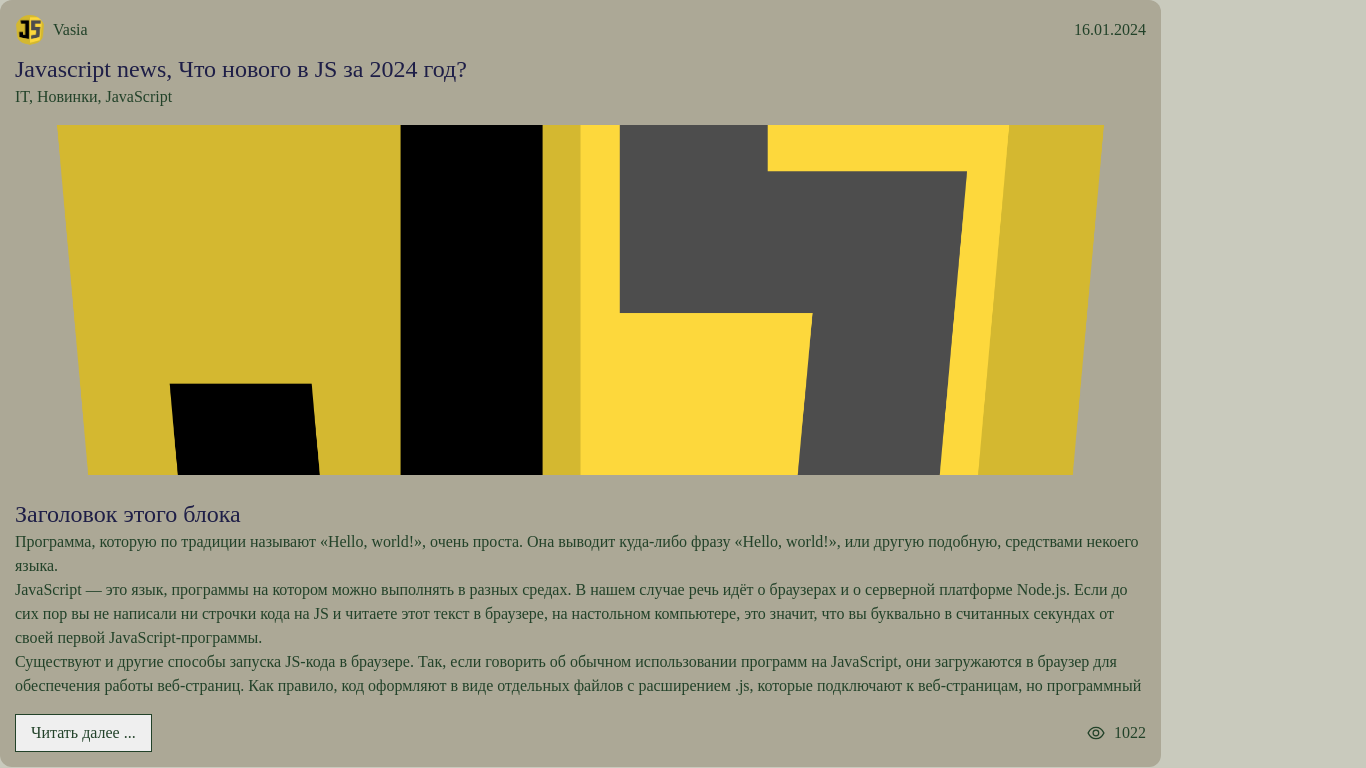 JS
Vasia
16.01.2024
Javascript news, Что нового в JS за 2024 год?
IT, Новинки, JavaScript
Заголовок этого блока
Программа, которую по традиции называют «Hello, world!», очень проста. Она выводит куда-либо фразу «Hello, world!», или другую подобную, средствами некоего
языка.
JavaScript — это язык, программы на котором можно выполнять в разных средах. В нашем случае речь идёт о браузерах и о серверной платформе Node.js. Если до
сих пор вы не написали ни строчки кода на JS и читаете этот текст в браузере, на настольном компьютере, это значит, что вы буквально в считанных секундах от
своей первой JavaScript-программы.
Существуют и другие способы запуска JS-кода в браузере. Так, если говорить об обычном использовании программ на JavaScript, они загружаются в браузер для
обеспечения работы веб-страниц. Как правило, код оформляют в виде отдельных файлов с расширением .js, которые подключают к веб-страницам, но программный
Читать далее ...
1022